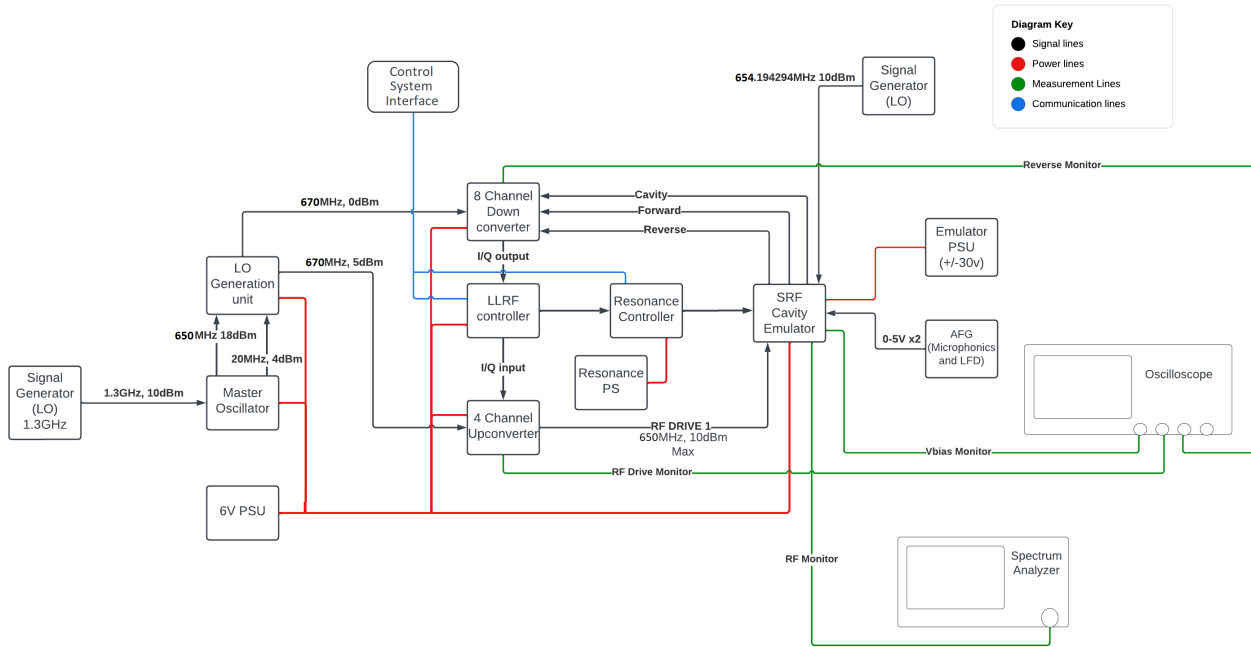 Diagram Key
Signal lines
Power lines
Measurement Lines
Communication lines
Control
System
Interface
654.194294MHz 10dBm
Signal
Generator
(LO)
Reverse Monitor
8 Channel
Down
converter
Cavity
Forward
Reverse
670MHz, 0dBm
Emulator
PSU
(+/-30v)
I/Q output
670MHz, 5dBm
LO
Generation
unit
LLRF
controller
Resonance
Controller
SRF
Cavity
Emulator
650MHz 18dBm
20MHz, 4dBm
0-5V x2
AFG
(Microphonics
and LFD)
I/Q input
Resonance
PS
Oscilloscope
Signal
Generator
(LO)
1.3GHz
1.3GHz, 10dBm
Master
Oscillator
4 Channel
Upconverter
RF DRIVE 1
650MHz, 10dBm
Max
Vbias Monitor
RF Drive Monitor
6V PSU
RF Monitor
Spectrum
Analyzer